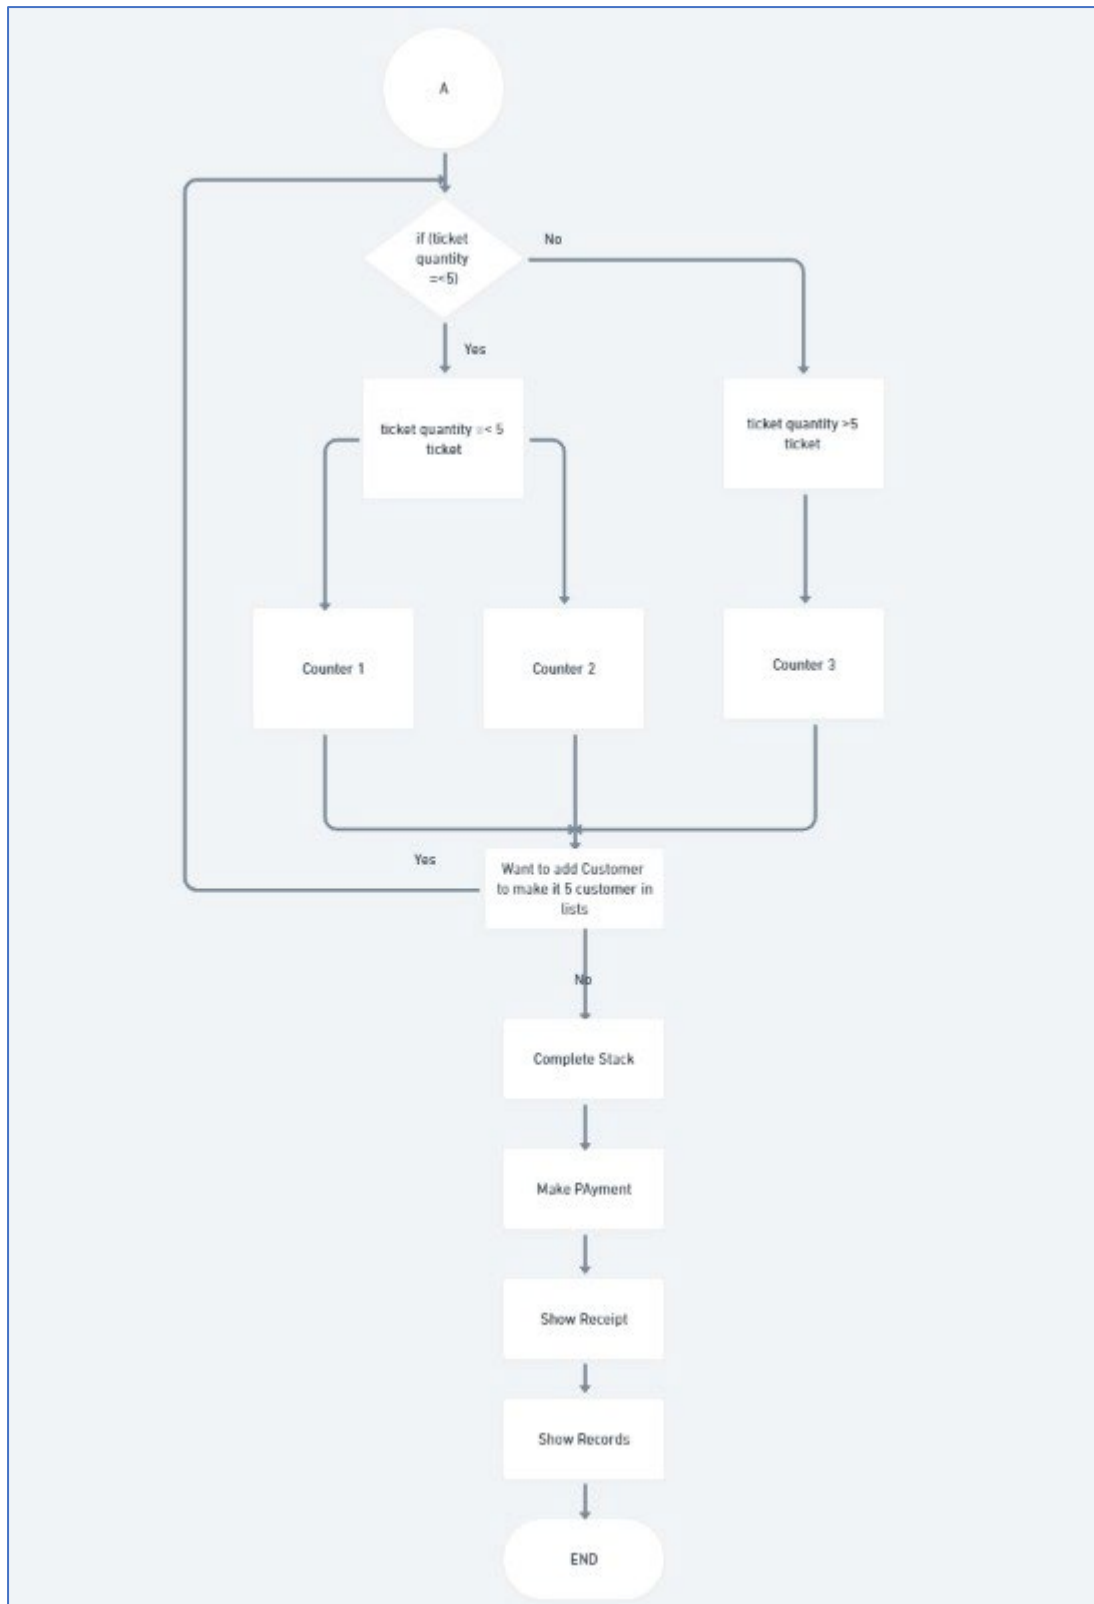 A
if (ticket
quantity
=<5)
No
Yes
ticket quantity =< 5
ticket
ticket quantity >5
ticket
Counter 1
Counter 2
Counter 3
Yes
Want to add Customer
to make it 5 customer in
lists
No
Complete Stack
Make PAyment
Show Receipt
Show Records
END